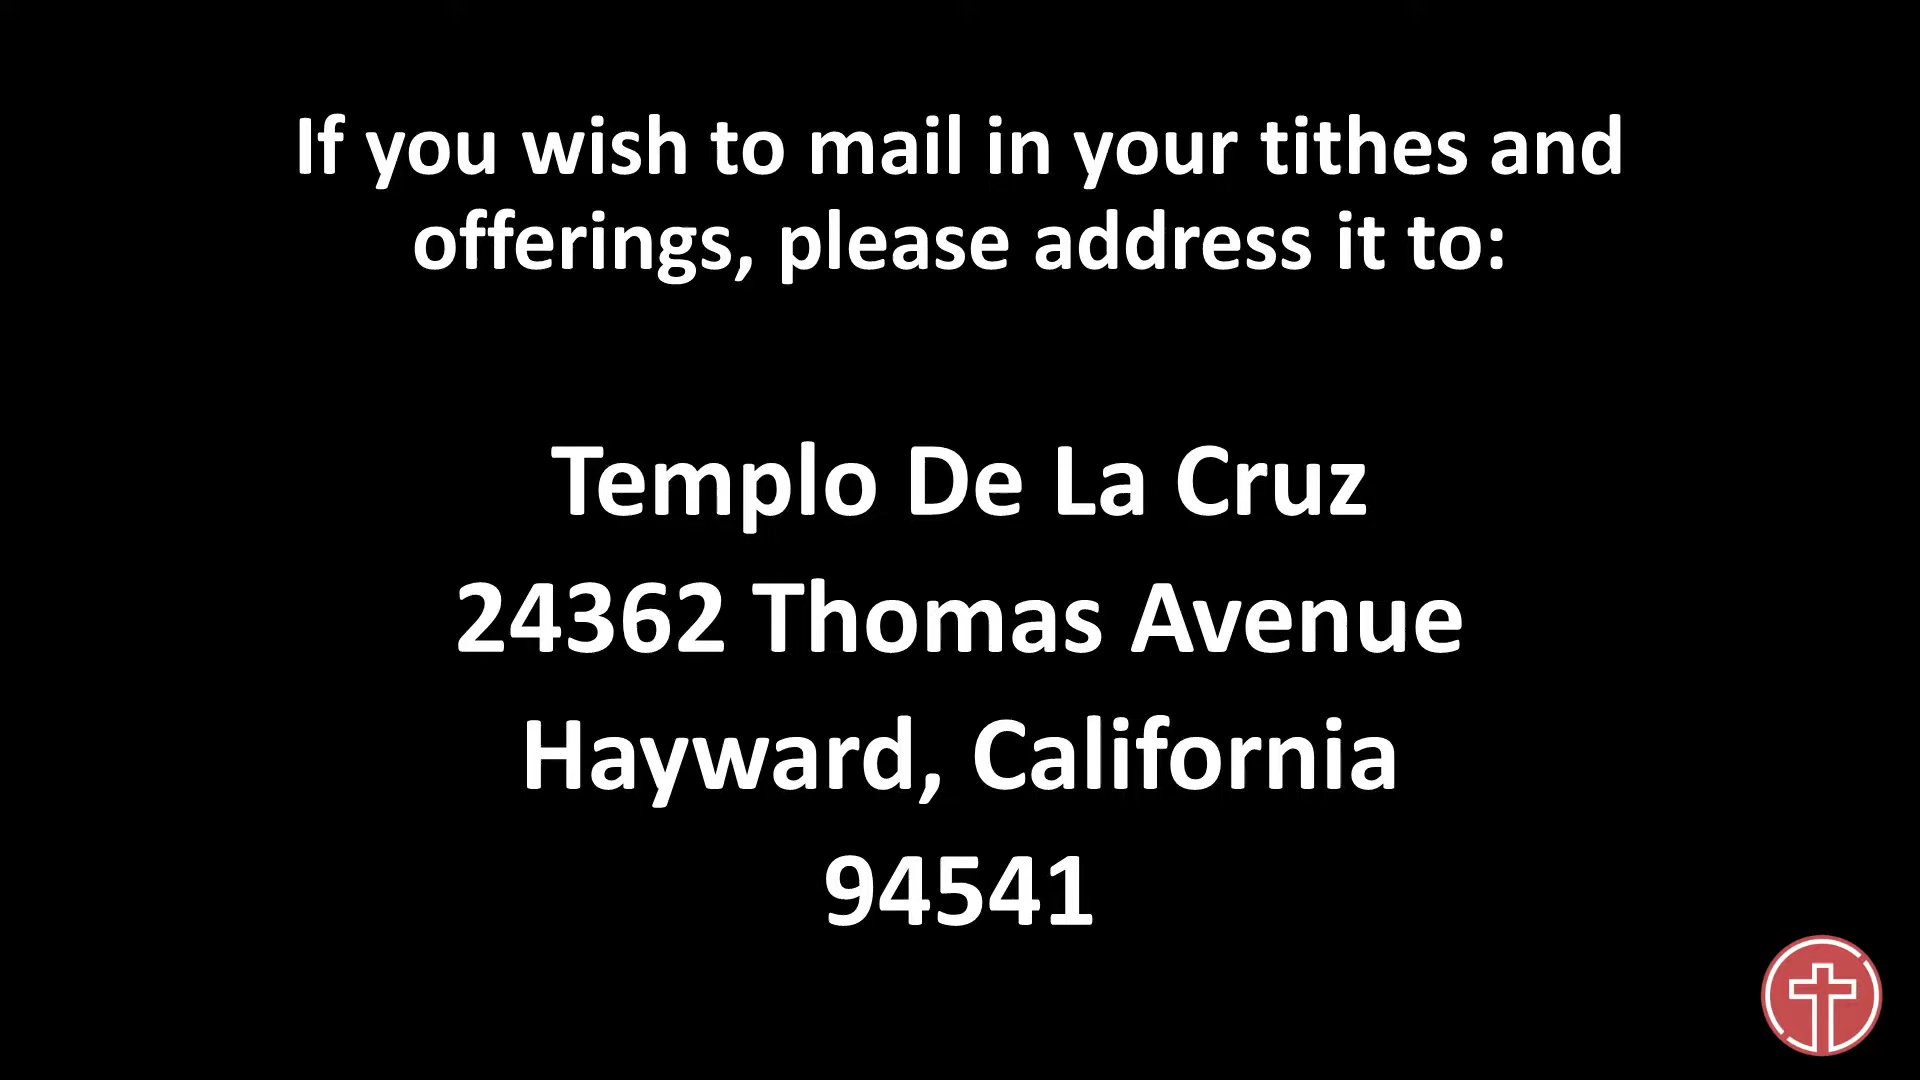 If you wish to mail in your tithes and
offerings, please address it to:
Templo De La Cruz
24362 Thomas Avenue
Hayward, California
94541